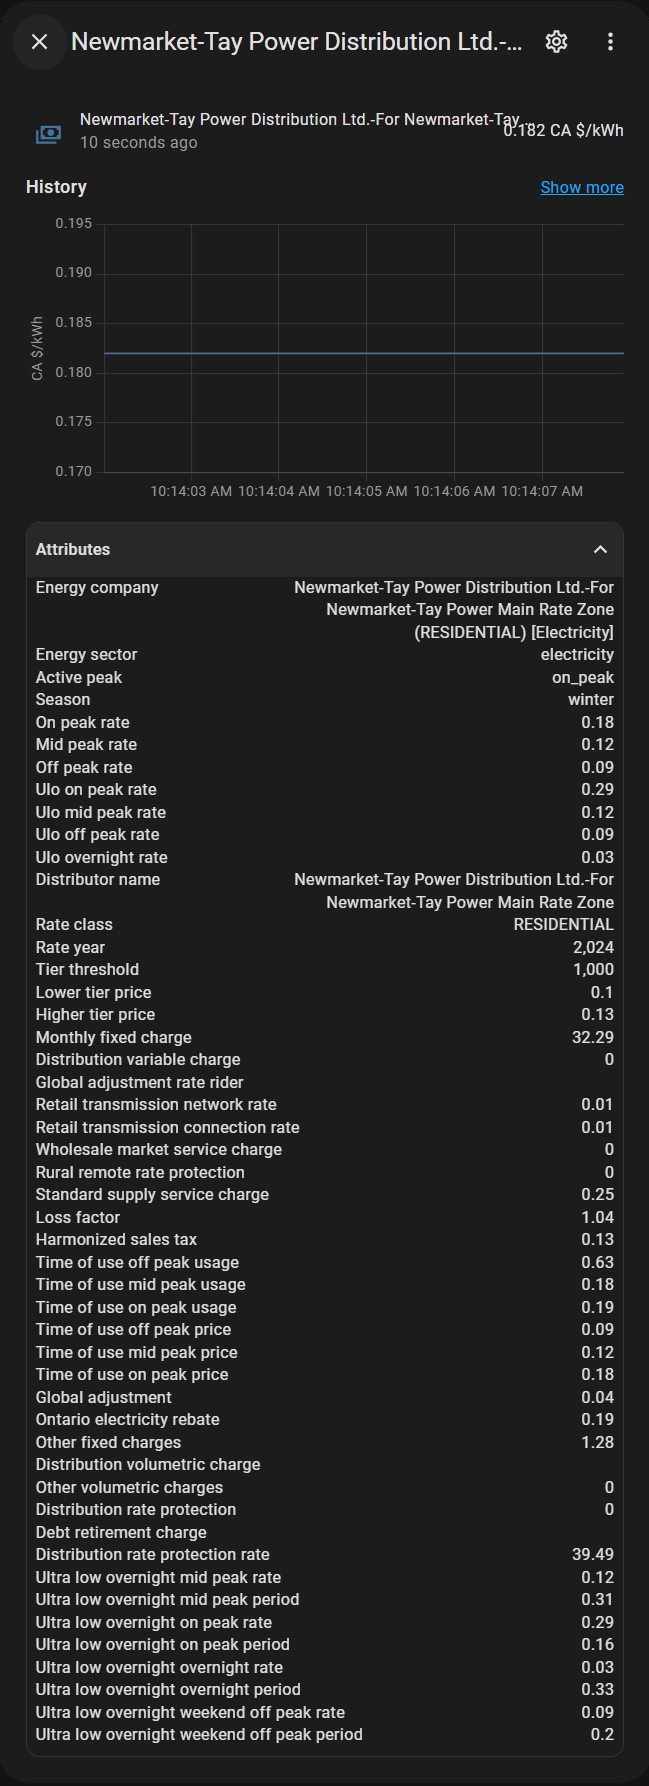 Newmarket-Tay Power Distribution Ltd.-...
Newmarket-Tay Power Distribution Ltd.-For Newmarket-Tay ...
0.182 CA $/kWh
10 seconds ago
History
Show more
0.195
0.190
0.185
0.180
0.175
0.170
CA $/kWh
10:14:03 AM 10:14:04 AM 10:14:05 AM 10:14:06 AM 10:14:07 AM
Attributes
Energy company Newmarket-Tay Power Distribution Ltd.-For
Newmarket-Tay Power Main Rate Zone
(RESIDENTIAL) [Electricity]
Energy sector electricity
Active peak on_peak
Season winter
On peak rate 0.18
Mid peak rate 0.12
Off peak rate 0.09
Ulo on peak rate 0.29
Ulo mid peak rate 0.12
Ulo off peak rate 0.09
Ulo overnight rate 0.03
Distributor name Newmarket-Tay Power Distribution Ltd.-For
Newmarket-Tay Power Main Rate Zone
Rate class RESIDENTIAL
Rate year 2,024
Tier threshold 1,000
Lower tier price 0.1
Higher tier price 0.13
Monthly fixed charge 32.29
Distribution variable charge 0
Global adjustment rate rider
Retail transmission network rate 0.01
Retail transmission connection rate 0.01
Wholesale market service charge 0
Rural remote rate protection 0
Standard supply service charge 0.25
Loss factor 1.04
Harmonized sales tax 0.13
Time of use off peak usage 0.63
Time of use mid peak usage 0.18
Time of use on peak usage 0.19
Time of use off peak price 0.09
Time of use mid peak price 0.12
Time of use on peak price 0.18
Global adjustment 0.04
Ontario electricity rebate 0.19
Other fixed charges 1.28
Distribution volumetric charge
Other volumetric charges 0
Distribution rate protection 0
Debt retirement charge
Distribution rate protection rate 39.49
Ultra low overnight mid peak rate 0.12
Ultra low overnight mid peak period 0.31
Ultra low overnight on peak rate 0.29
Ultra low overnight on peak period 0.16
Ultra low overnight overnight rate 0.03
Ultra low overnight overnight period 0.33
Ultra low overnight weekend off peak rate 0.09
Ultra low overnight weekend off peak period 0.2